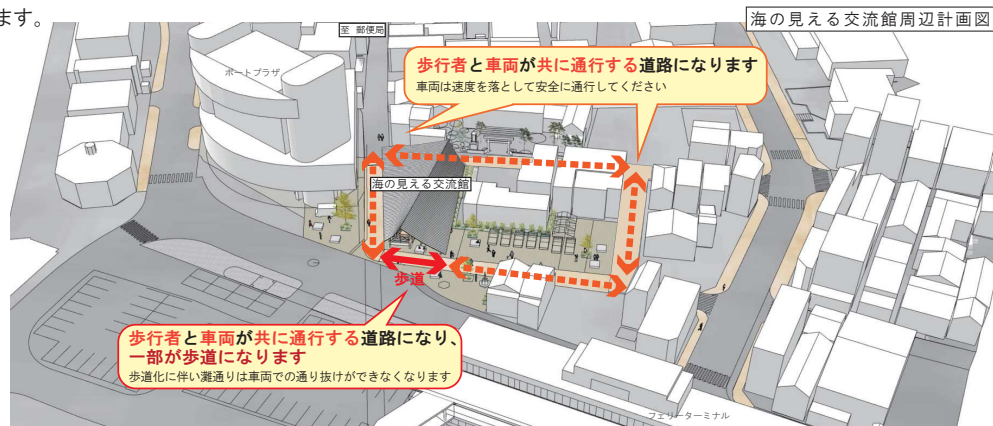 ます。
海の見える交流館周辺計画図
至 郵便局
ポートプラザ
歩行者と車両が共に通行する道路になります
車両は速度を落として安全に通行してください
海の見える交流館
歩道
歩行者と車両が共に通行する道路になり、
一部が歩道になります
歩道化に伴い灘通りは車両での通り抜けができなくなります
フェリーターミナル